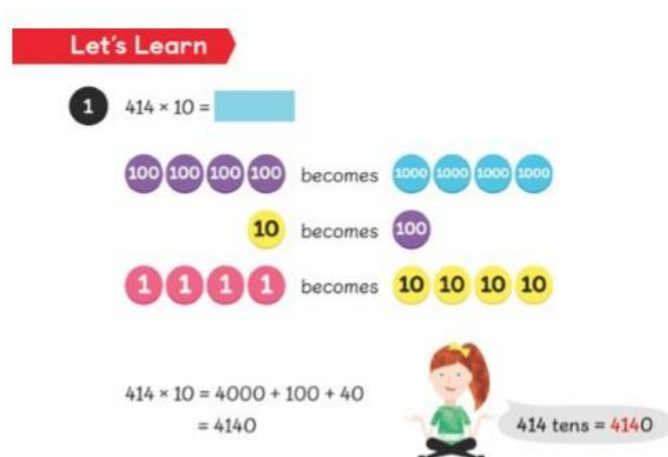 Let's Learn
1 414 × 10 =
100 100 100 100 becomes 1000 1000 1000 1000
10 becomes 100
1 1 1 1 becomes 10 10 10 10
414 × 10 = 4000 + 100 + 40
= 4140
414 tens = 4140